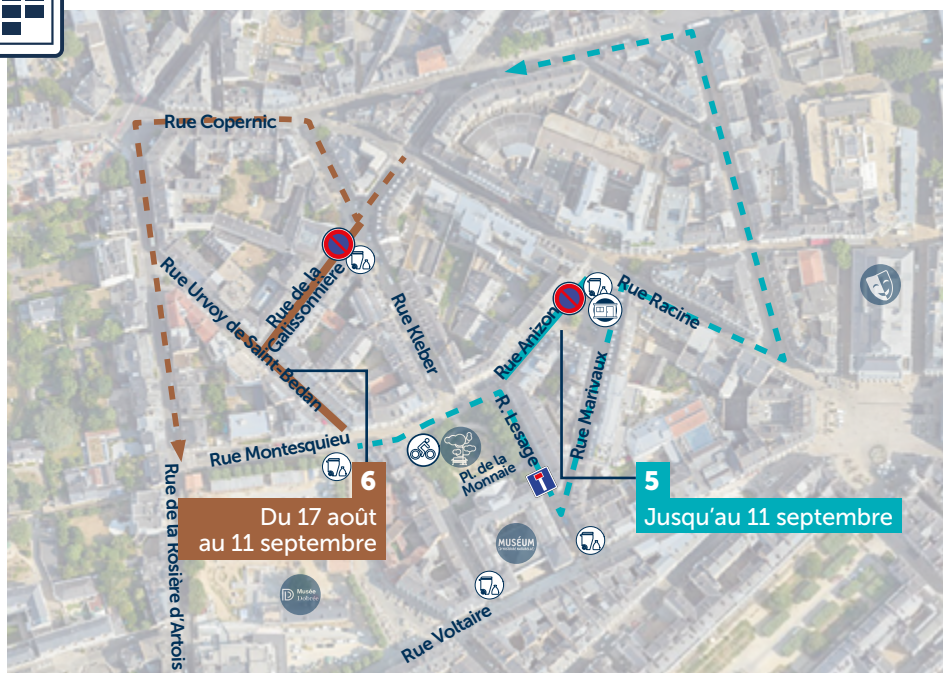 Rue Copernic
Rue de la
Galissonnière
Rue Urvoy de Saint-Bedan
Rue Kleber
Rue Anizon
Rue Racine
Rue Marivaux
R. Lesage
Rue Montesquieu
Pl. de la
Monnaie
6
Du 17 août
au 11 septembre
5
Jusqu'au 11 septembre
MUSÉUM
Musée
Dobrée
Rue de la Rosière d'Artois
Rue Voltaire